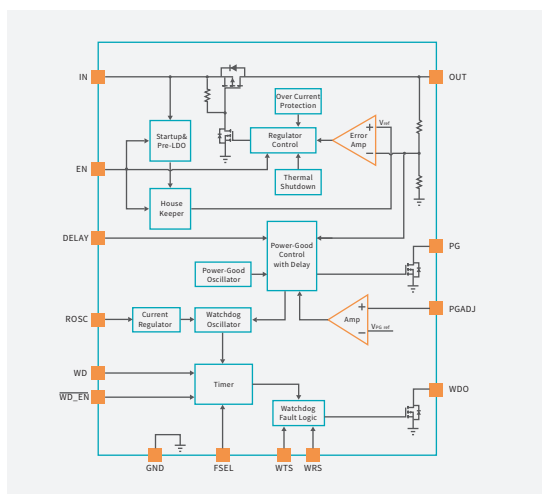 IN
OUT
Over Current
Protection
Vref
Startup&
Pre-LDO
Regulator
Control
+
Error
Amp
−
EN
Thermal
Shutdown
House
Keeper
DELAY
Power-Good
Control
with Delay
PG
Power-Good
Oscillator
ROSC
Current
Regulator
Watchdog
Oscillator
+
Amp
−
VPG ref
PGADJ
WD
WD_EN
Timer
WDO
Watchdog
Fault Logic
GND
FSEL
WTS
WRS